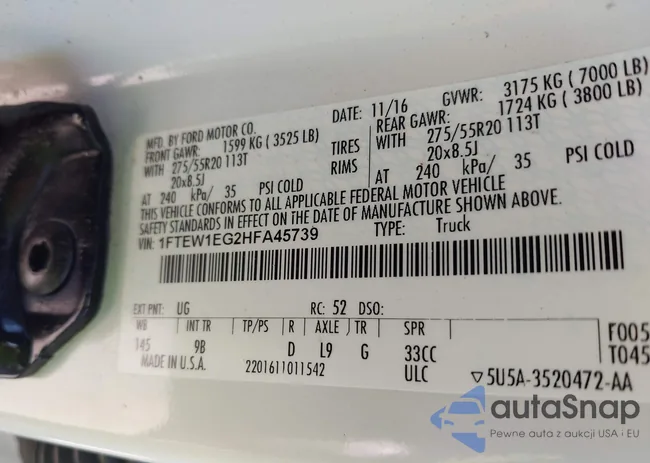 MFD. BY FORD MOTOR CO. DATE: 11/16 GVWR: 3175 KG ( 7000 LB)
FRONT GAWR: 1599 KG ( 3525 LB) REAR GAWR: 1724 KG ( 3800 LB)
WITH 275/55R20 113T TIRES WITH 275/55R20 113T
20x8.5J RIMS 20x8.5J
AT 240 kPa/ 35 PSI COLD AT 240 kPa/ 35 PSI COLD
THIS VEHICLE CONFORMS TO ALL APPLICABLE FEDERAL MOTOR VEHICLE
SAFETY STANDARDS IN EFFECT ON THE DATE OF MANUFACTURE SHOWN ABOVE.
VIN: 1FTEW1EG2HFA45739 TYPE: Truck
EXT PNT: UG RC: 52 DSO:
WB INT TR TP/PS R AXLE TR SPR F005
145 9B D L9 G 33CC T045
MADE IN U.S.A. 2201611011542 ULC ▽5U5A-3520472-AA
autaSnap
Pewne auta z aukcji USA i EU